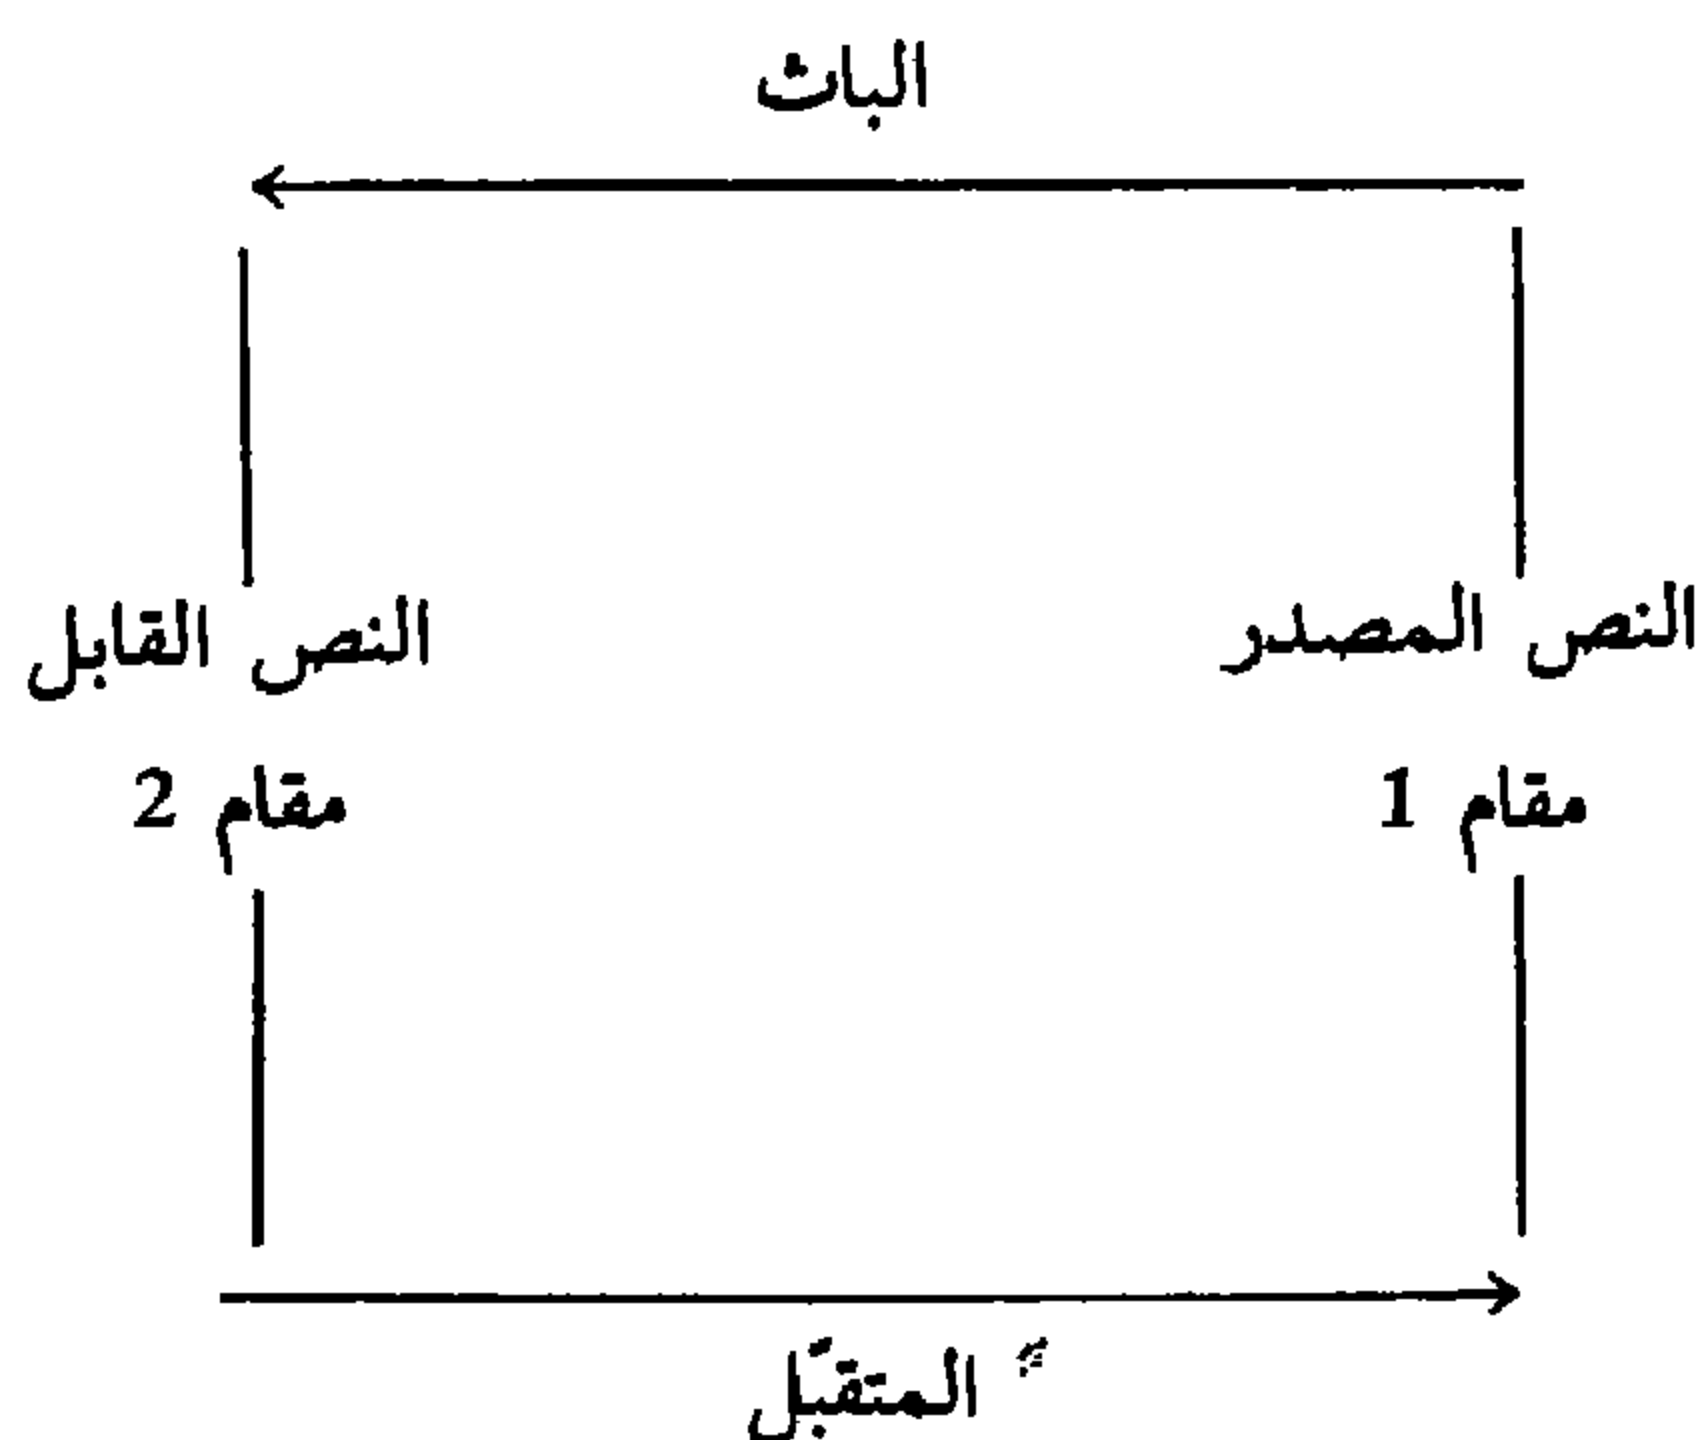 الباث
النص المصدر
النص القابل
مقام 1
مقام 2
المتقبّل